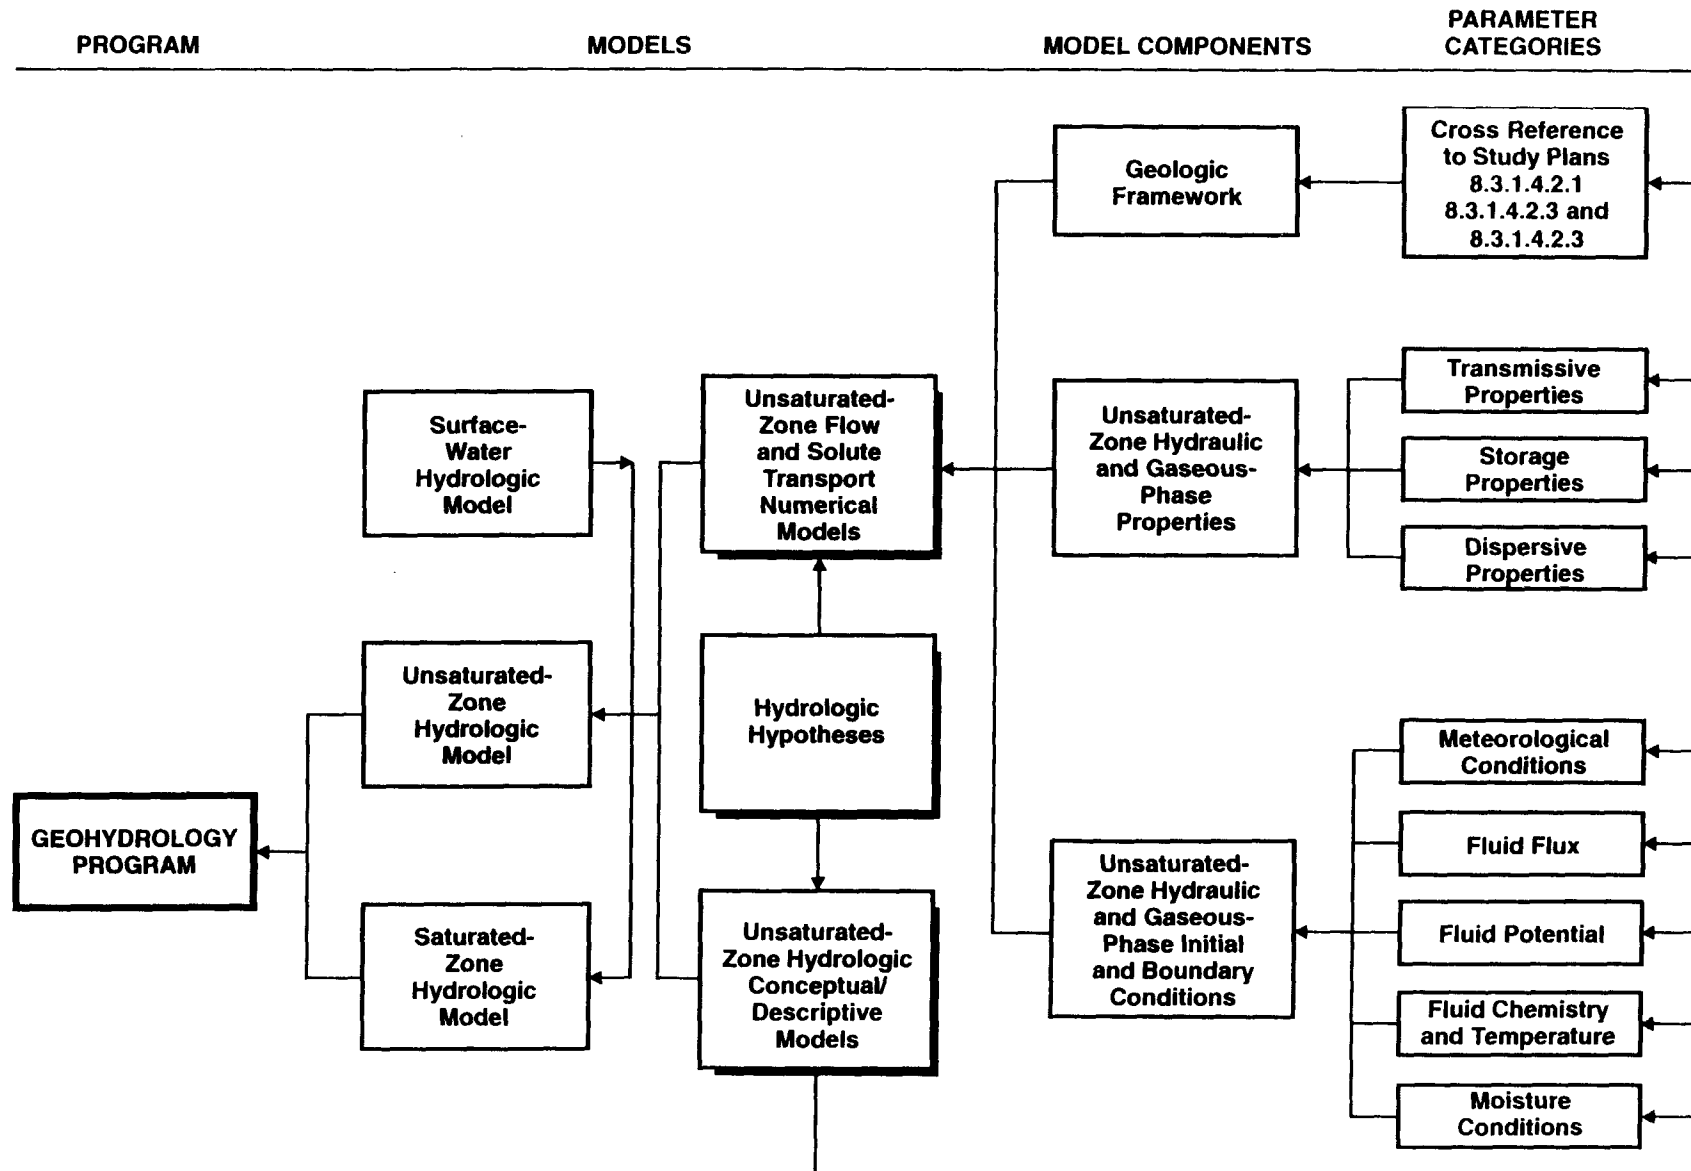 PROGRAM
MODELS
MODEL COMPONENTS
PARAMETER
CATEGORIES
Geologic
Framework
Cross Reference
to Study Plans
8.3.1.4.2.1
8.3.1.4.2.3 and
8.3.1.4.2.3
Surface-
Water
Hydrologic
Model
Unsaturated-
Zone Flow
and Solute
Transport
Numerical
Models
Unsaturated-
Zone Hydraulic
and Gaseous-
Phase
Properties
Transmissive
Properties
Storage
Properties
Dispersive
Properties
Unsaturated-
Zone
Hydrologic
Model
Hydrologic
Hypotheses
GEOHYDROLOGY
PROGRAM
Saturated-
Zone
Hydrologic
Model
Unsaturated-
Zone Hydrologic
Conceptual/
Descriptive
Models
Unsaturated-
Zone Hydraulic
and Gaseous-
Phase Initial
and Boundary
Conditions
Meteorological
Conditions
Fluid Flux
Fluid Potential
Fluid Chemistry
and Temperature
Moisture
Conditions